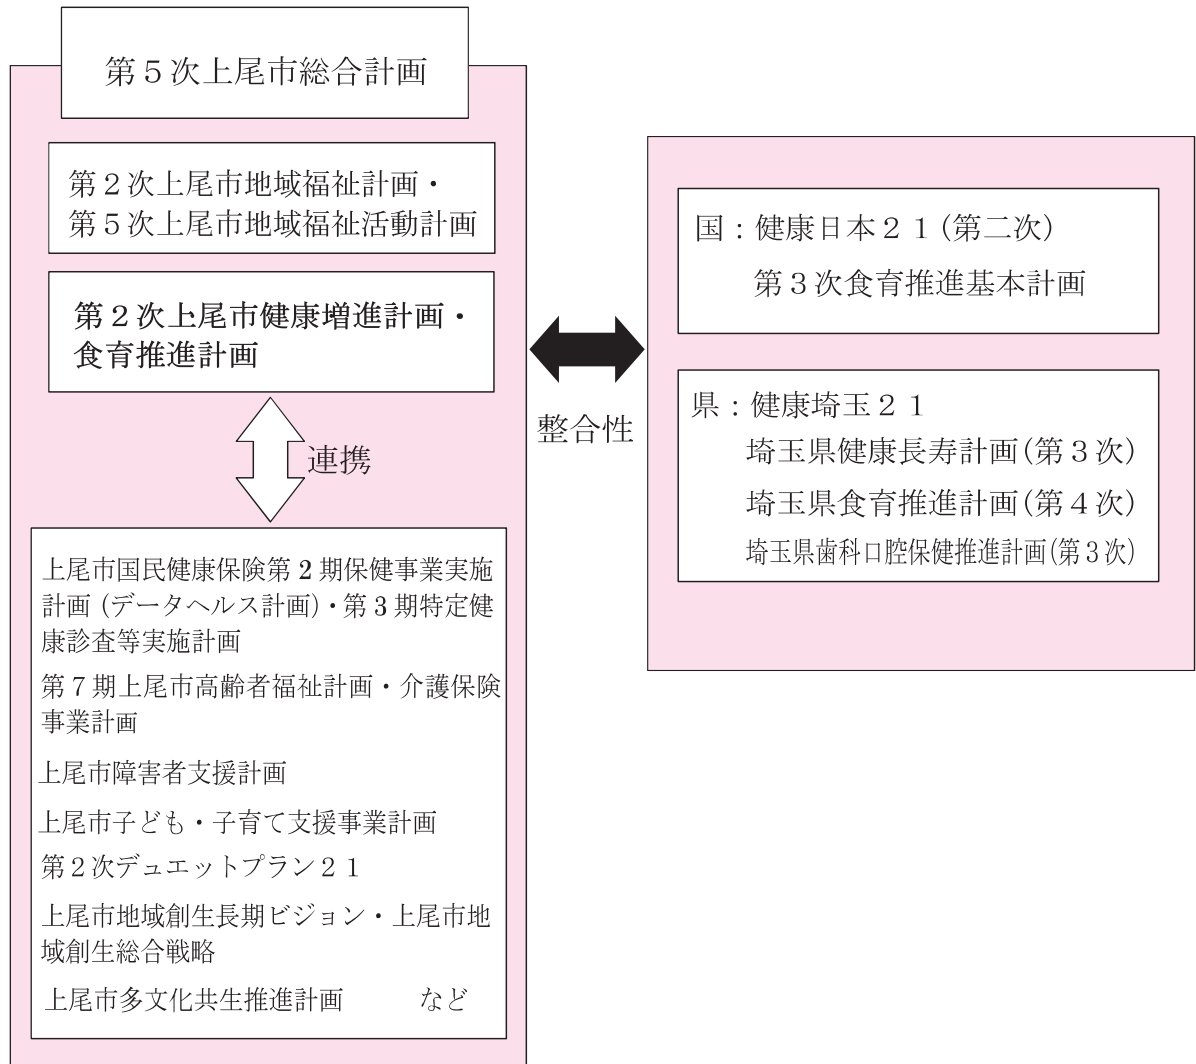 第５次上尾市総合計画
第２次上尾市地域福祉計画・
第５次上尾市地域福祉活動計画
第２次上尾市健康増進計画・
食育推進計画
連携
上尾市国民健康保険第２期保健事業実施
計画（データヘルス計画）・第３期特定健
康診査等実施計画
第７期上尾市高齢者福祉計画・介護保険
事業計画
上尾市障害者支援計画
上尾市子ども・子育て支援事業計画
第２次デュエットプラン２１
上尾市地域創生長期ビジョン・上尾市地
域創生総合戦略
上尾市多文化共生推進計画　　　など
整合性
国：健康日本２１（第二次）
第３次食育推進基本計画
県：健康埼玉２１
埼玉県健康長寿計画（第３次）
埼玉県食育推進計画（第４次）
埼玉県歯科口腔保健推進計画（第３次）